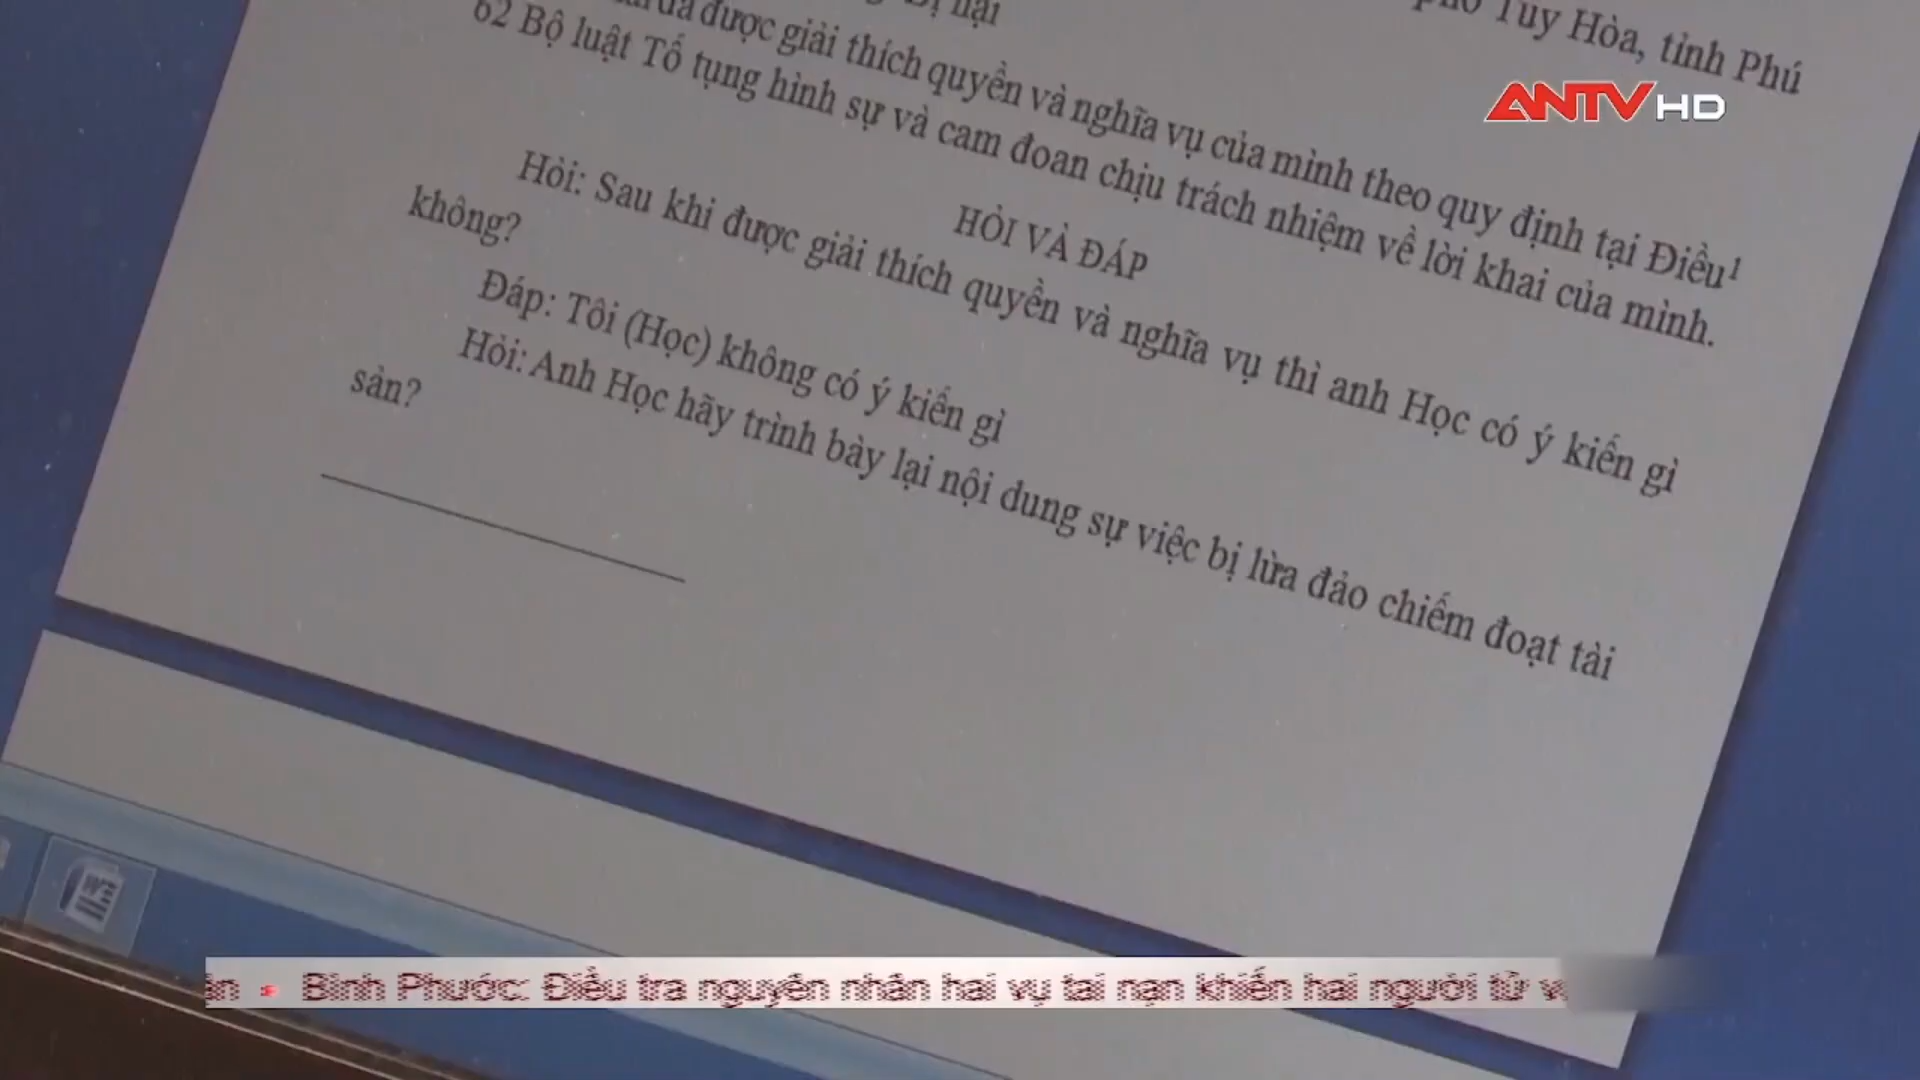 Tuy Hòa, tỉnh Phú
ANTV HD
được giải thích quyền và nghĩa vụ của mình theo quy định tại Điều¹
62 Bộ luật Tố tụng hình sự và cam đoan chịu trách nhiệm về lời khai của mình.
HỎI VÀ ĐÁP
Hỏi: Sau khi được giải thích quyền và nghĩa vụ thì anh Học có ý kiến gì
không?
Đáp: Tôi (Học) không có ý kiến gì
Hỏi: Anh Học hãy trình bày lại nội dung sự việc bị lừa đảo chiếm đoạt tài
sản?
Bình Phước: Điều tra nguyên nhân hai vụ tai nạn khiến hai người tử